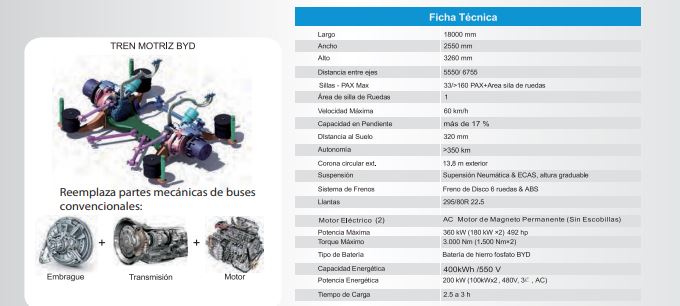 TREN MOTRIZ BYD
Reemplaza partes mecánicas de buses
convencionales:
+ +
Embrague Transmisión Motor
Ficha Técnica
Largo 18000 mm
Ancho 2550 mm
Alto 3260 mm
Distancia entre ejes 5550/ 6755
Sillas - PAX Max 33/>160 PAX+Area sila de ruedas
Área de silla de Ruedas 1
Velocidad Máxima 60 km/h
Capacidad en Pendiente más de 17 %
Distancia al Suelo 320 mm
Autonomía >350 km
Corona circular ext. 13,8 m exterior
Suspensión Supensión Neumática & ECAS, altura graduable
Sistema de Frenos Freno de Disco 6 ruedas & ABS
Llantas 295/80R 22.5
Motor Eléctrico (2) AC Motor de Magneto Permanente (Sin Escobillas)
Potencia Máxima 360 kW (180 kW ×2) 492 hp
Torque Máximo 3.000 Nm (1.500 Nm×2)
Tipo de Batería Batería de hierro fosfato BYD
Capacidad Energética 400kWh /550 V
Potencia Energética 200 kW (100kWx2 , 480V, , AC)
Tiempo de Carga 2.5 a 3 h